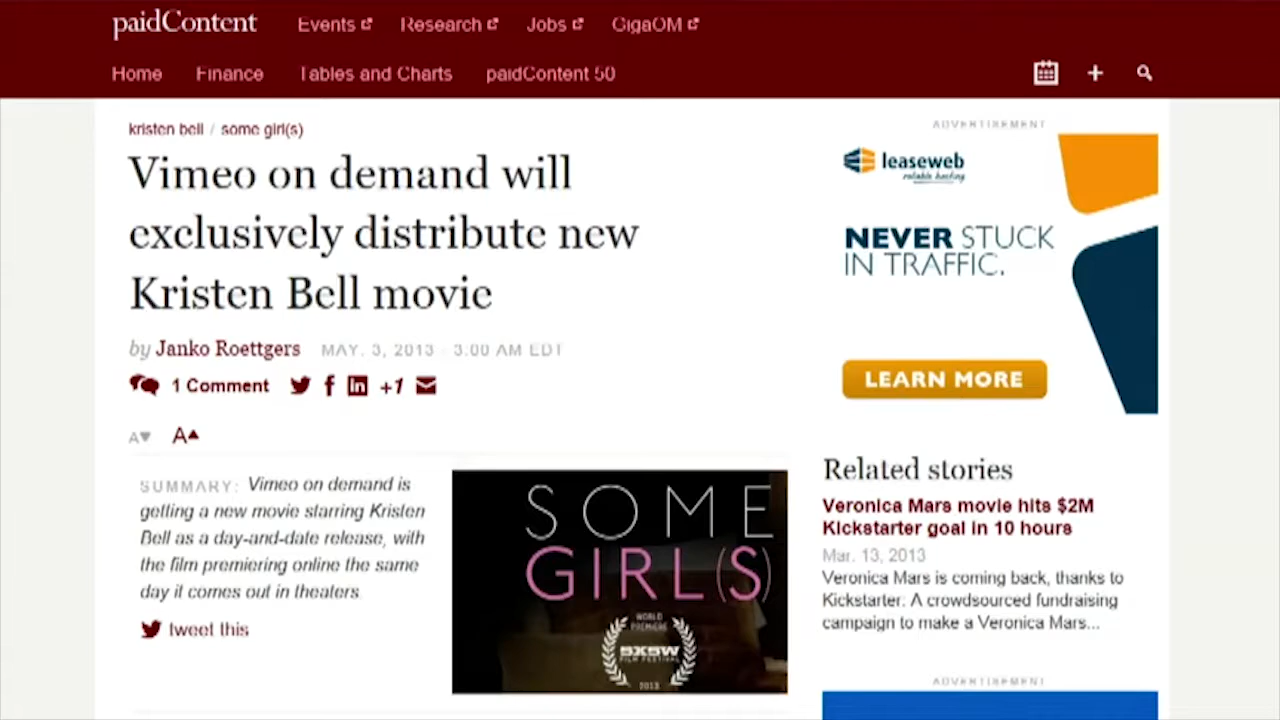 paidContent
Events
Research
Jobs
GigaOM
Home
Finance
Tables and Charts
paidContent 50
kristen bell / some girl(s)
Vimeo on demand will
exclusively distribute new
Kristen Bell movie
by Janko Roettgers MAY. 3, 2013 - 3:00 AM EDT
1 Comment
+1
A A
SUMMARY: Vimeo on demand is
getting a new movie starring Kristen
Bell as a day-and-date release, with
the film premiering online the same
day it comes out in theaters.
tweet this
SOME
GIRL(S)
WORLD
PREMIERE
SXSW
FILM FESTIVAL
2013
ADVERTISEMENT
leaseweb
reliable hosting
NEVER STUCK
IN TRAFFIC.
LEARN MORE
Related stories
Veronica Mars movie hits $2M
Kickstarter goal in 10 hours
Mar. 13, 2013
Veronica Mars is coming back, thanks to
Kickstarter: A crowdsourced fundraising
campaign to make a Veronica Mars...
ADVERTISEMENT